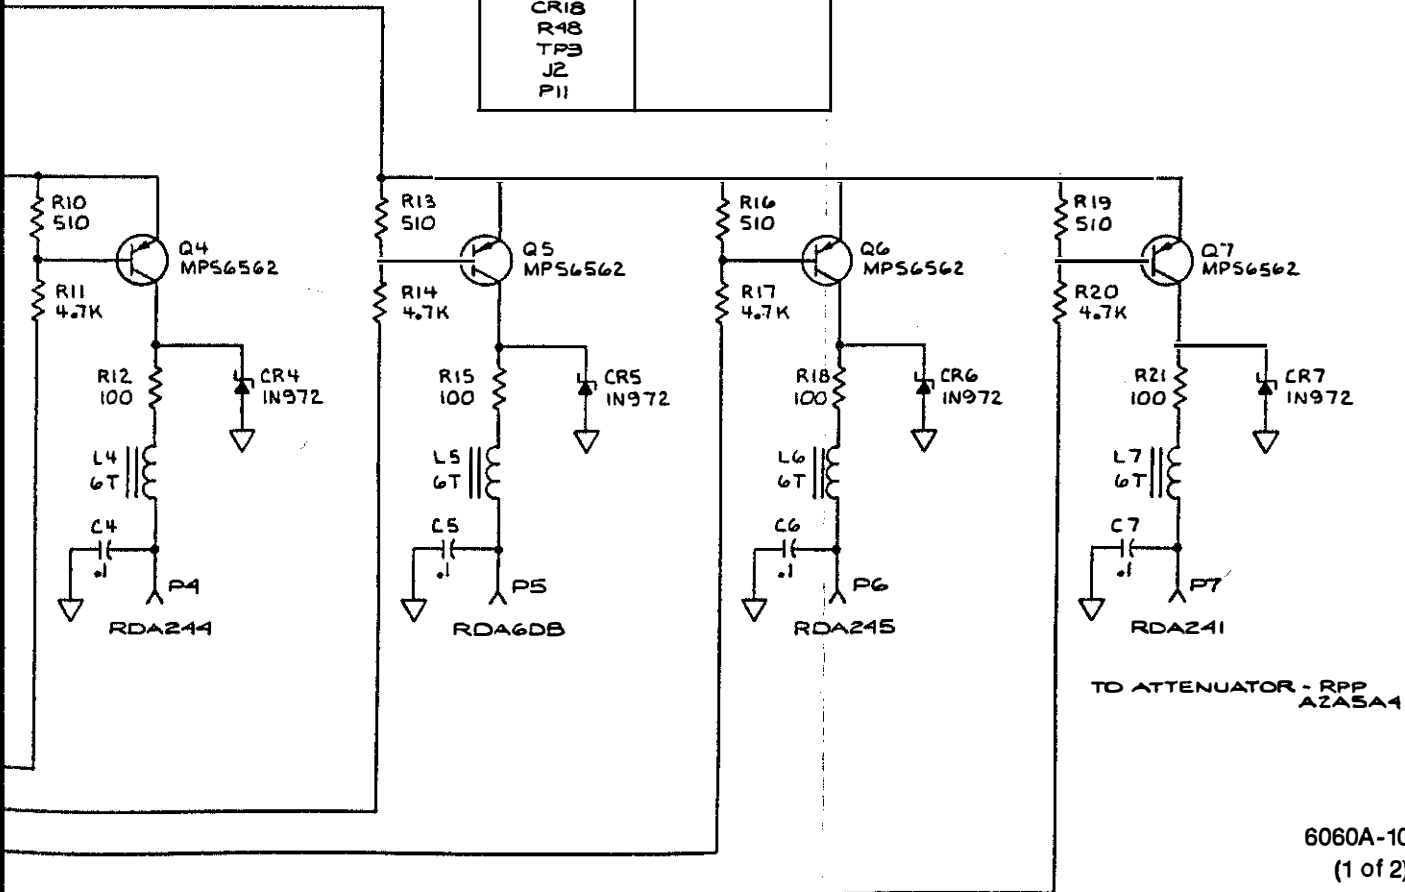 CR18
R48
TP3
J2
P11
R10
510
Q4
MPS6562
R11
4.7K
R12
100
CR4
1N972
L4
6T
C4
.1
P4
RDA244
R13
510
Q5
MPS6562
R14
4.7K
R15
100
CR5
1N972
L5
6T
C5
.1
P5
RDA6DB
R16
510
Q6
MPS6562
R17
4.7K
R18
100
CR6
1N972
L6
6T
C6
.1
P6
RDA245
R19
510
Q7
MPS6562
R20
4.7K
R21
100
CR7
1N972
L7
6T
C7
.1
P7
RDA241
TO ATTENUATOR - RPP
A2A5A4
6060A-10
(1 of 2)